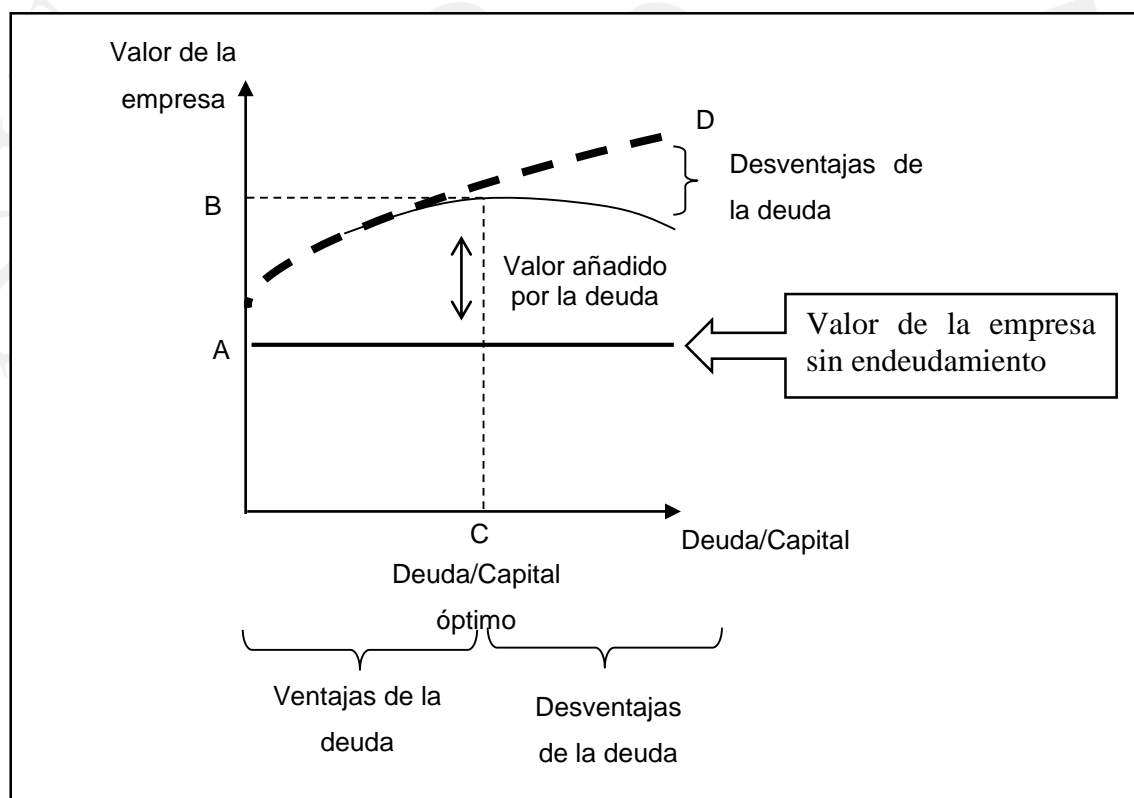 Valor de la
empresa
D
Desventajas de
la deuda
B
Valor añadido
por la deuda
Valor de la empresa
sin endeudamiento
A
C
Deuda/Capital
Deuda/Capital
óptimo
Ventajas de la
deuda
Desventajas
de la deuda